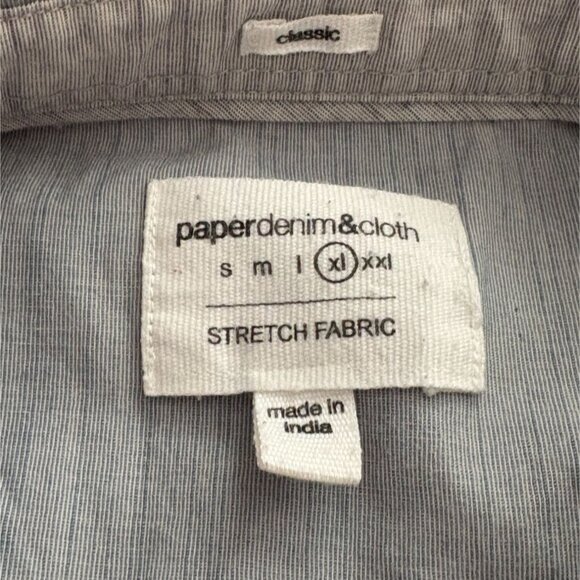 classic
paperdenim&cloth
s m l xl xxl
STRETCH FABRIC
made in
india